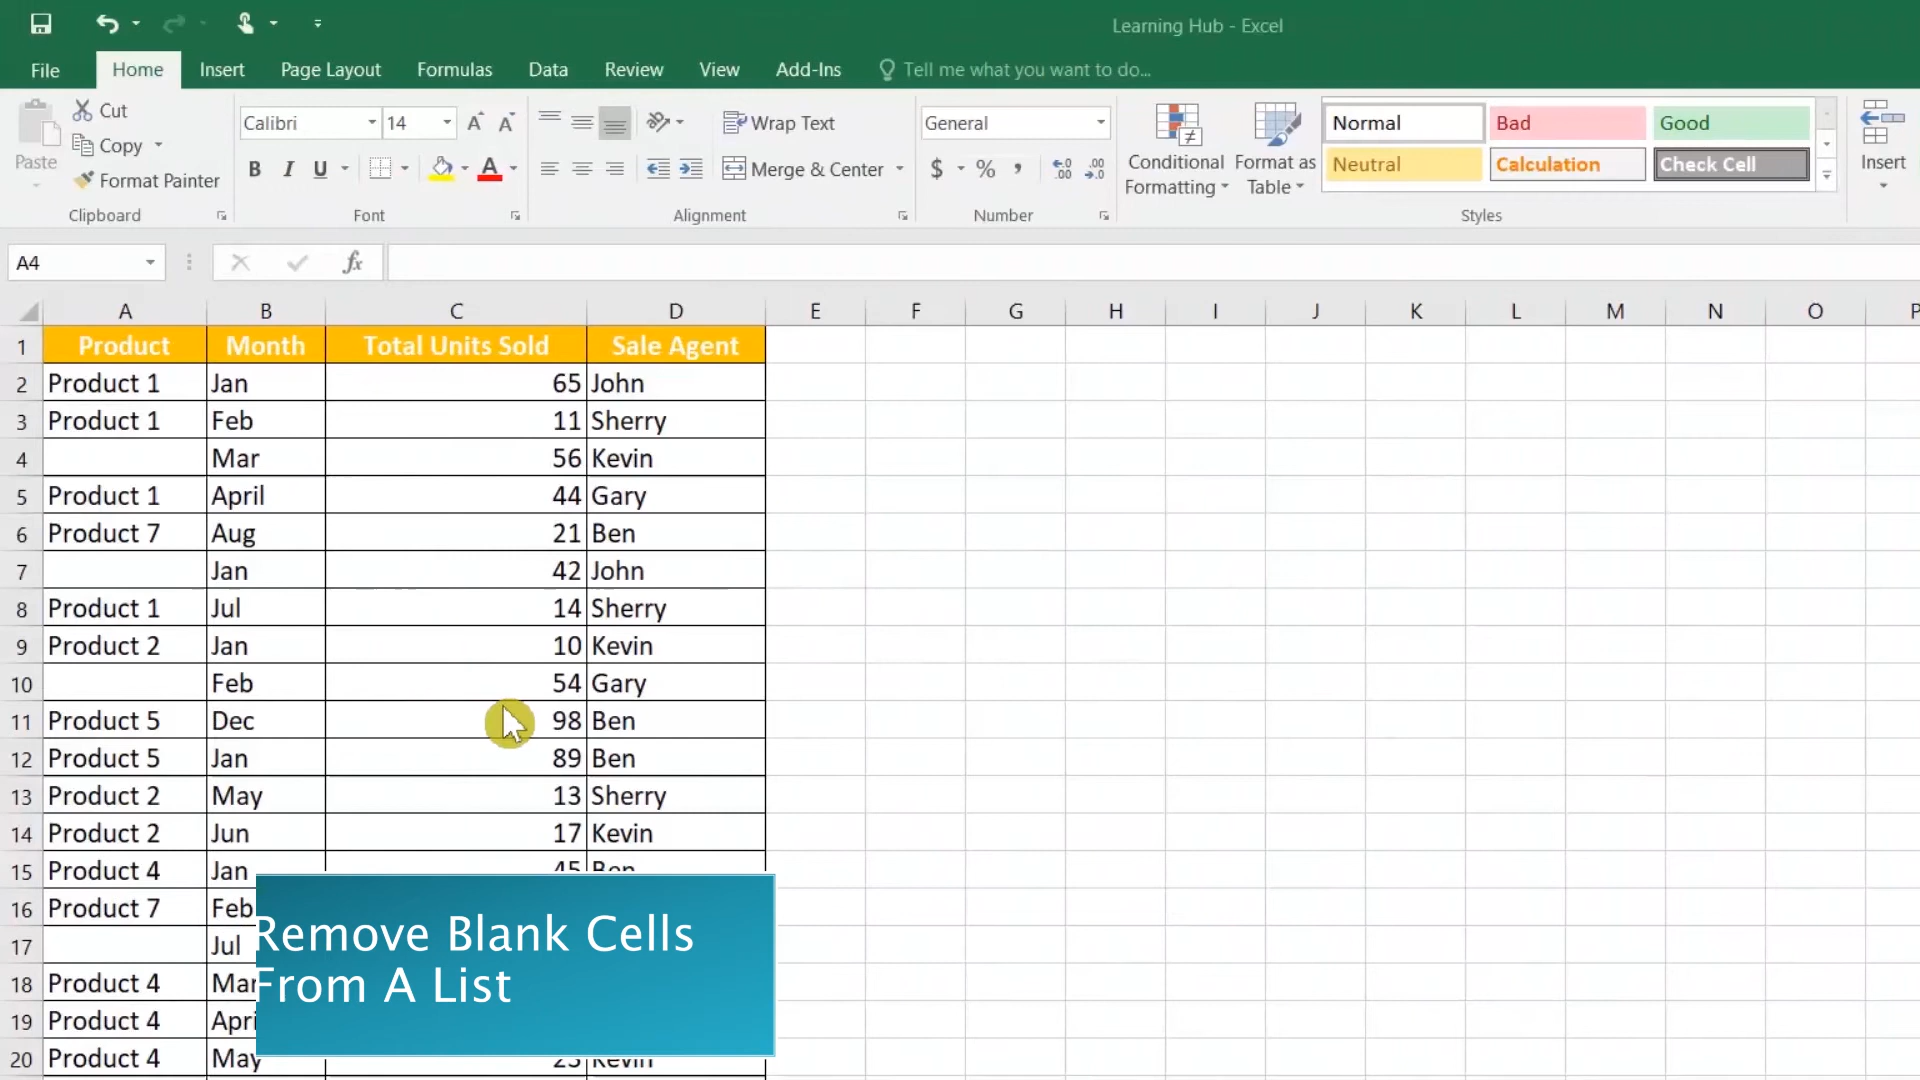 Learning Hub - Excel
File Home Insert Page Layout Formulas Data Review View Add-Ins Tell me what you want to do...
Paste
Cut
Copy
Format Painter
Clipboard
Calibri 14
B I U
Font
Wrap Text
Merge & Center
Alignment
General
$ % ,
Number
Conditional Formatting
Format as Table
Normal Bad Good
Neutral Calculation Check Cell
Styles
Insert
A4 fx
A B C D E F G H I J K L M N O P
1 Product Month Total Units Sold Sale Agent
2 Product 1 Jan 65 John
3 Product 1 Feb 11 Sherry
4 Mar 56 Kevin
5 Product 1 April 44 Gary
6 Product 7 Aug 21 Ben
7 Jan 42 John
8 Product 1 Jul 14 Sherry
9 Product 2 Jan 10 Kevin
10 Feb 54 Gary
11 Product 5 Dec 98 Ben
12 Product 5 Jan 89 Ben
13 Product 2 May 13 Sherry
14 Product 2 Jun 17 Kevin
15 Product 4 Jan 45 Ben
16 Product 7 Feb
17 Jul
18 Product 4 Mar
19 Product 4 Apri
20 Product 4 May Kevin
Remove Blank Cells
From A List